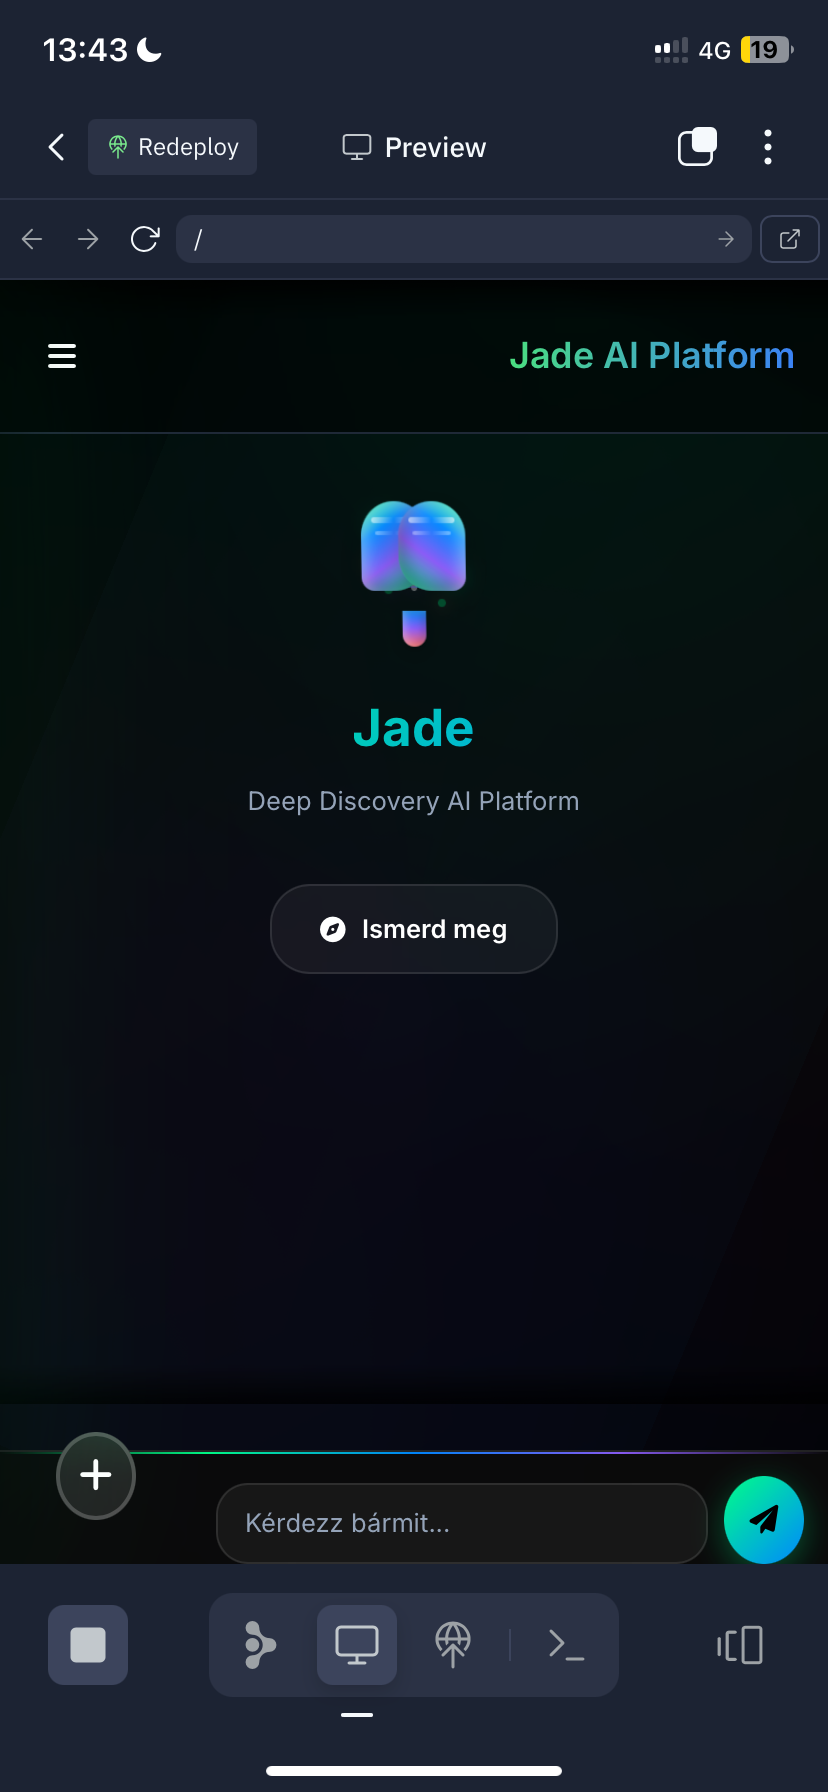 13:43
4G
19
Redeploy
Preview
/
Jade AI Platform
Jade
Deep Discovery AI Platform
Ismerd meg
Kérdezz bármit...